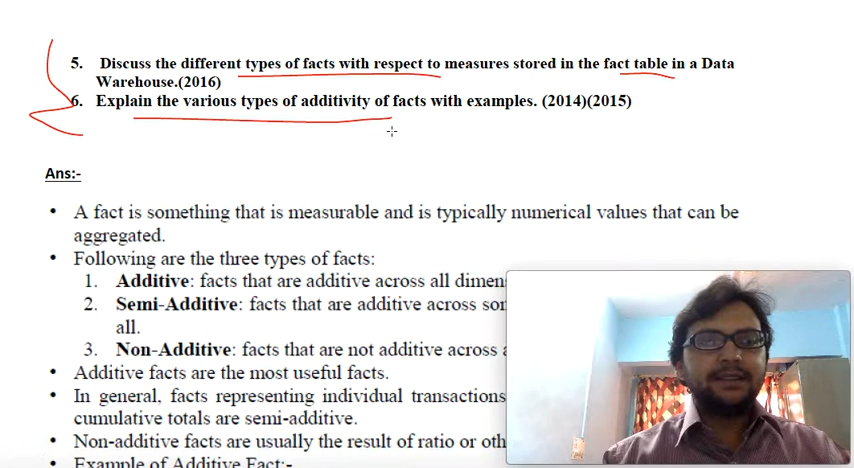 5. Discuss the different types of facts with respect to measures stored in the fact table in a Data
Warehouse.(2016)
6. Explain the various types of additivity of facts with examples. (2014)(2015)
Ans:-
• A fact is something that is measurable and is typically numerical values that can be
aggregated.
• Following are the three types of facts:
1. Additive: facts that are additive across all
2. Semi-Additive: facts that are additive across
all.
3. Non-Additive: facts that are not additive across
• Additive facts are the most useful facts.
• In general, facts representing individual transactions
cumulative totals are semi-additive.
• Non-additive facts are usually the result of ratio or
• Example of Additive Fact:-